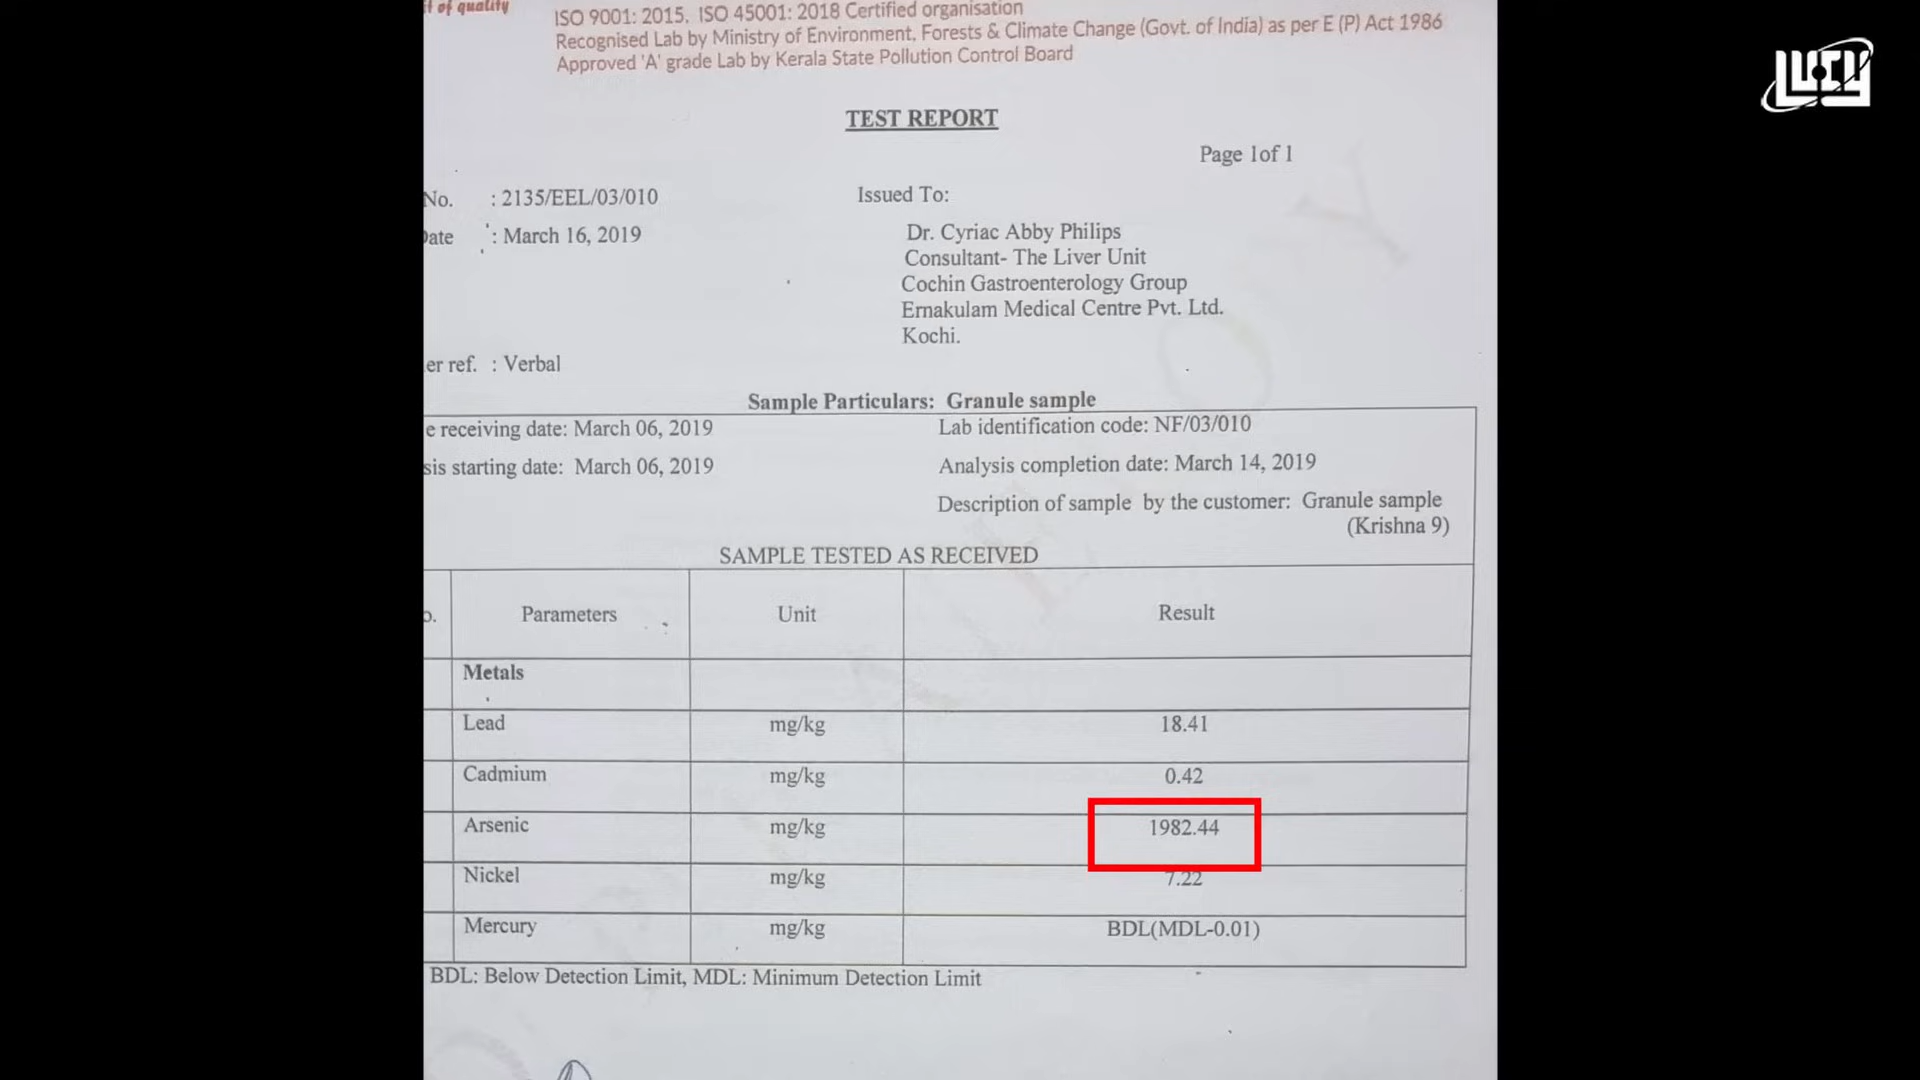 of quality
ISO 9001: 2015, ISO 45001: 2018 Certified organisation
Recognised Lab by Ministry of Environment, Forests & Climate Change (Govt. of India) as per E (P) Act 1986
Approved 'A' grade Lab by Kerala State Pollution Control Board
LUCY
TEST REPORT
Page 1of 1
No. : 2135/EEL/03/010
Date : March 16, 2019
Issued To:
Dr. Cyriac Abby Philips
Consultant- The Liver Unit
Cochin Gastroenterology Group
Ernakulam Medical Centre Pvt. Ltd.
Kochi.
er ref. : Verbal
Sample Particulars: Granule sample
e receiving date: March 06, 2019
Lab identification code: NF/03/010
sis starting date: March 06, 2019
Analysis completion date: March 14, 2019
Description of sample by the customer: Granule sample
(Krishna 9)
SAMPLE TESTED AS RECEIVED
o. Parameters Unit Result
Metals
Lead mg/kg 18.41
Cadmium mg/kg 0.42
Arsenic mg/kg 1982.44
Nickel mg/kg 7.22
Mercury mg/kg BDL(MDL-0.01)
BDL: Below Detection Limit, MDL: Minimum Detection Limit